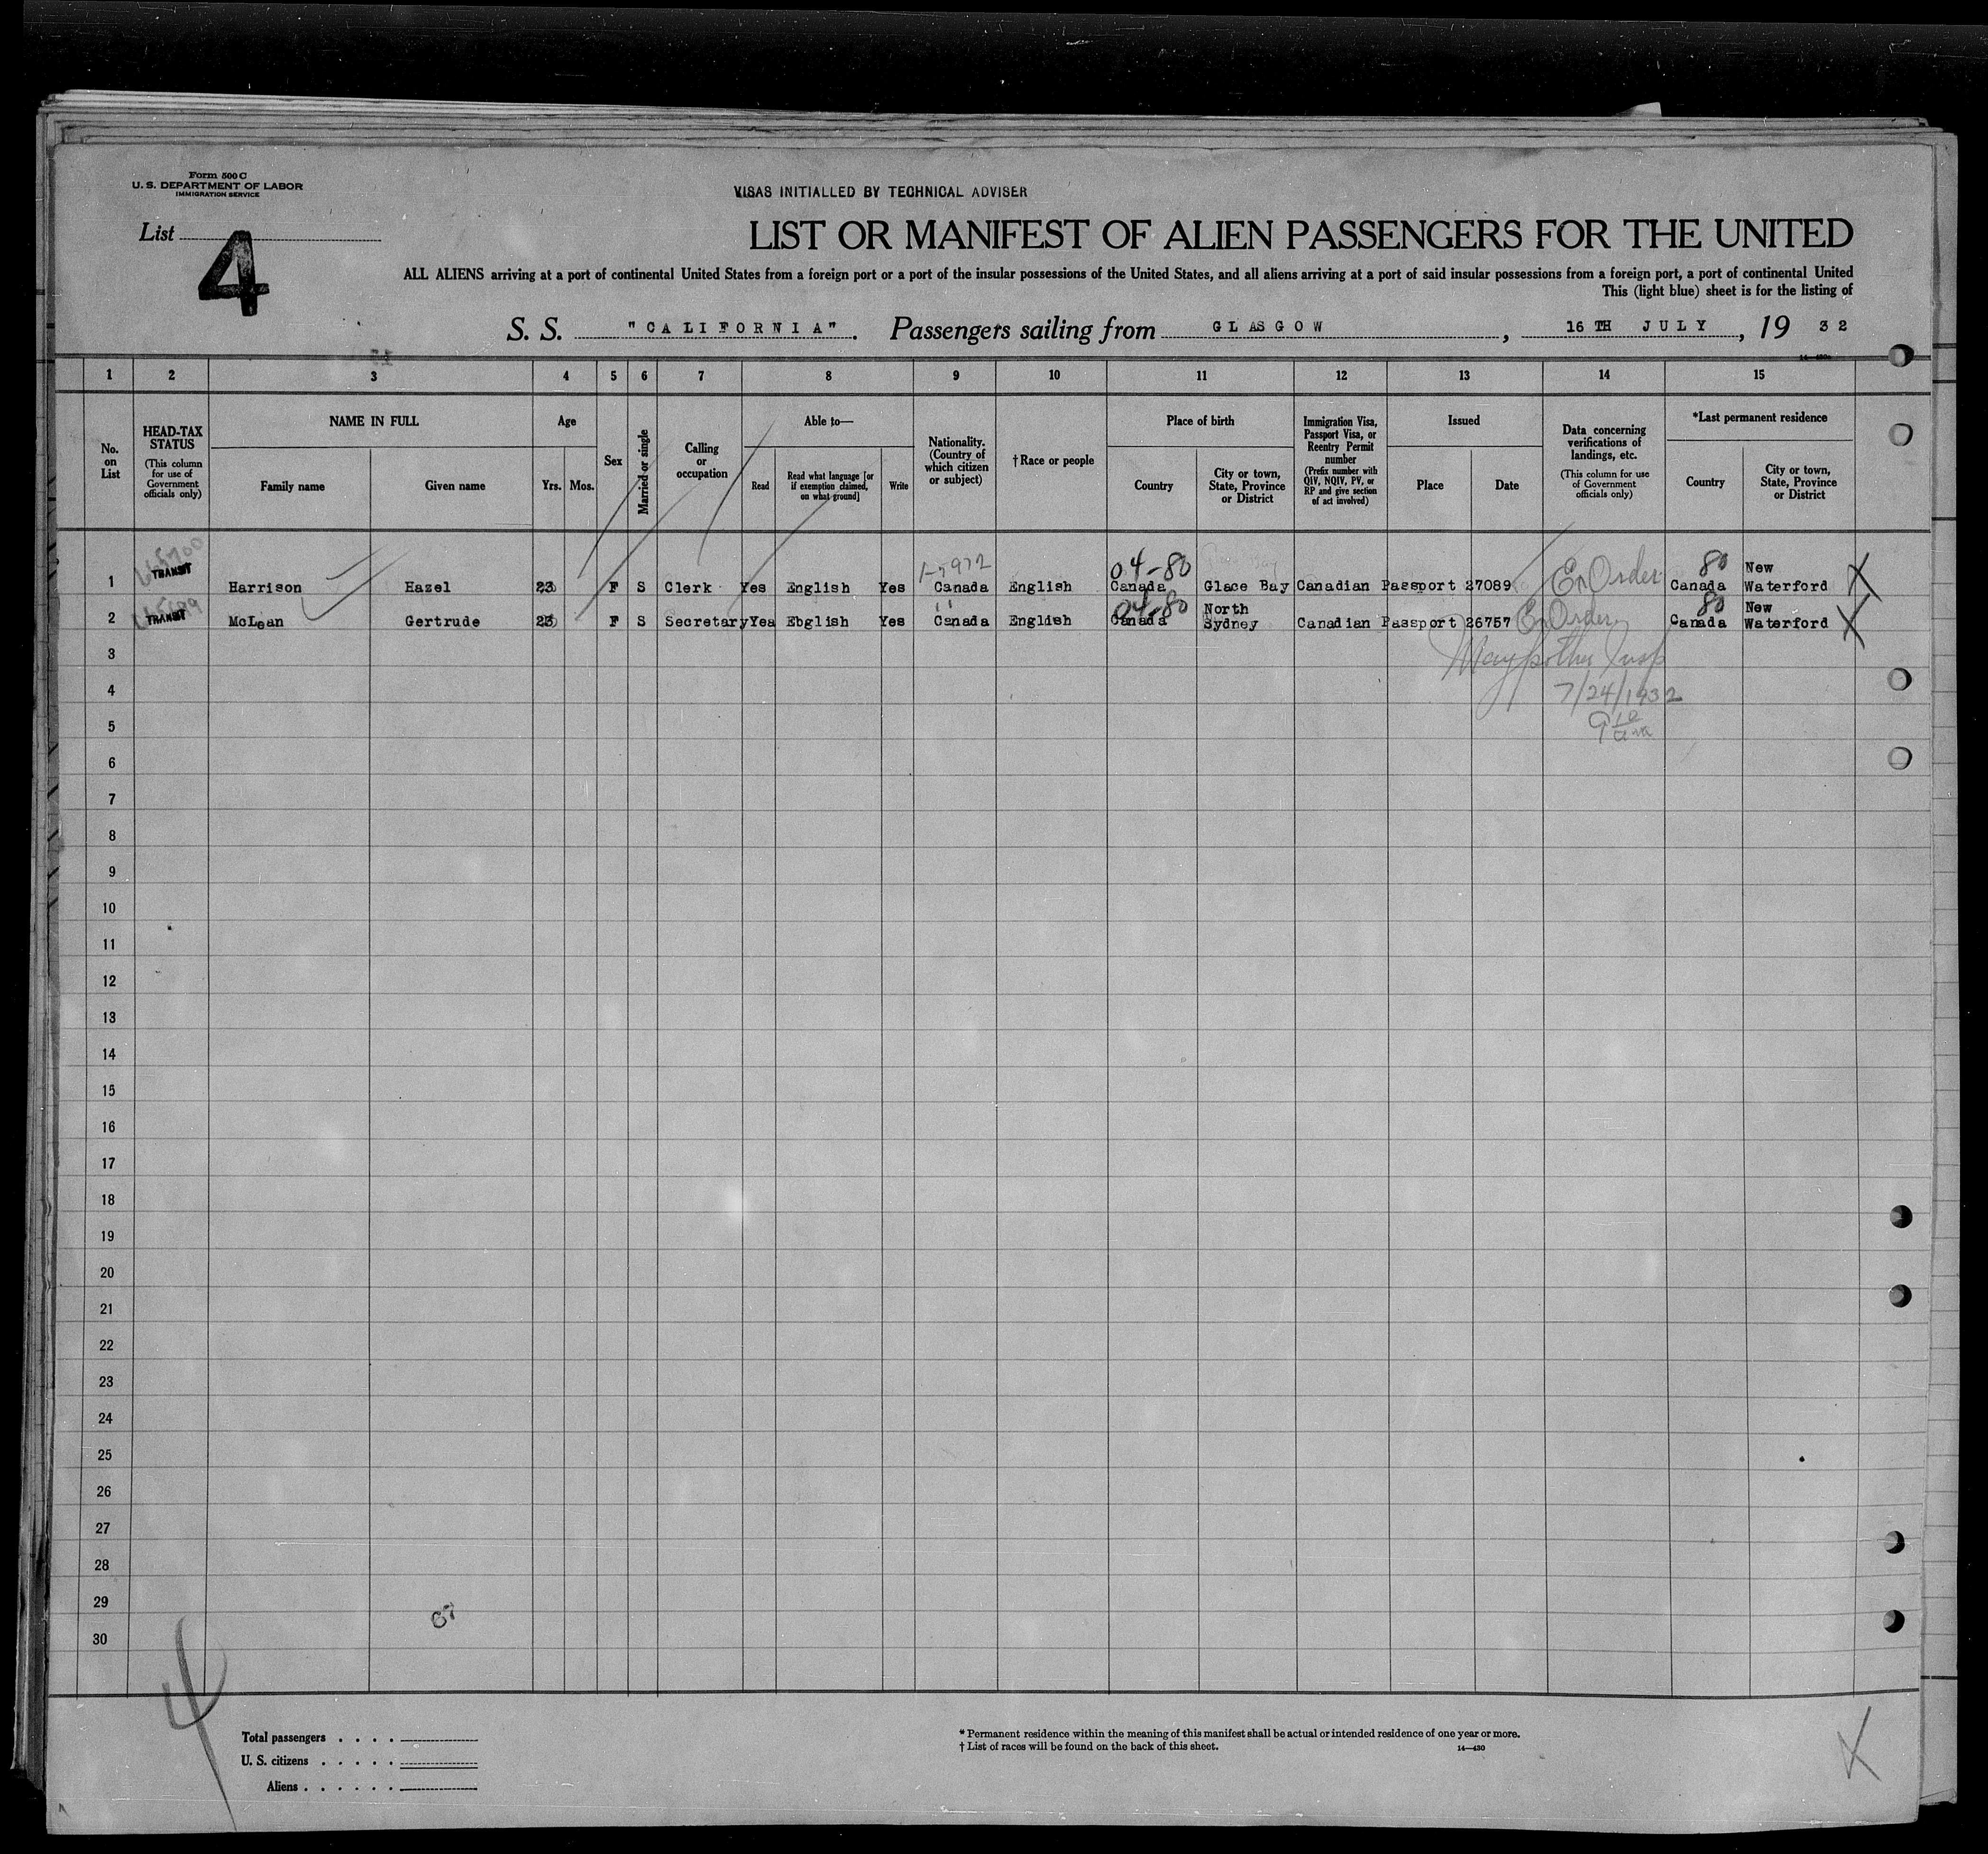 Form 500 C
U. S. DEPARTMENT OF LABOR
IMMIGRATION SERVICE
VISAS INITIALLED BY TECHNICAL ADVISER
List
4
LIST OR MANIFEST OF ALIEN PASSENGERS FOR THE UNITED
ALL ALIENS arriving at a port of continental United States from a foreign port or a port of the insular possessions of the United States, and all aliens arriving at a port of said insular possessions from a foreign port, a port of continental United
This (light blue) sheet is for the listing of
S. S. "CALIFORNIA". Passengers sailing from GLASGOW, 16TH JULY, 19 32
1 2 3 4 5 6 7 8 9 10 11 12 13 14 15
No. on List
HEAD-TAX STATUS
(This column for use of Government officials only)
NAME IN FULL
Family name
Given name
Age
Yrs. Mos.
Sex
Married or single
Calling or occupation
Able to—
Read
Read what language [or if exemption claimed, on what ground]
Write
Nationality. (Country of which citizen or subject)
†Race or people
Place of birth
Country
City or town, State, Province or District
Immigration Visa, Passport Visa, or Reentry Permit number
(Prefix number with QIV, NQIV, PV, or RP and give section of act involved)
Issued
Place
Date
Data concerning verifications of landings, etc.
(This column for use of Government officials only)
*Last permanent residence
Country
City or town, State, Province or District
04-80 80 New
1 TRANSIT Harrison Hazel 23 F S Clerk Yes English Yes Canada English Canada Glace Bay Canadian Passport 27089 Canada Waterford X
04-80 North 80 New
2 TRANSIT McLean Gertrude 23 F S Secretary Yea Ebglish Yes Canada English Canada Sydney Canadian Passport 26757 Canada Waterford X
3
7/24/1932
4
5
6
7
8
9
10
11
12
13
14
15
16
17
18
19
20
21
22
23
24
25
26
27
28
29
30
4
Total passengers . . . .
U. S. citizens . . . . .
Aliens . . . . . .
* Permanent residence within the meaning of this manifest shall be actual or intended residence of one year or more.
† List of races will be found on the back of this sheet.
14—430
X